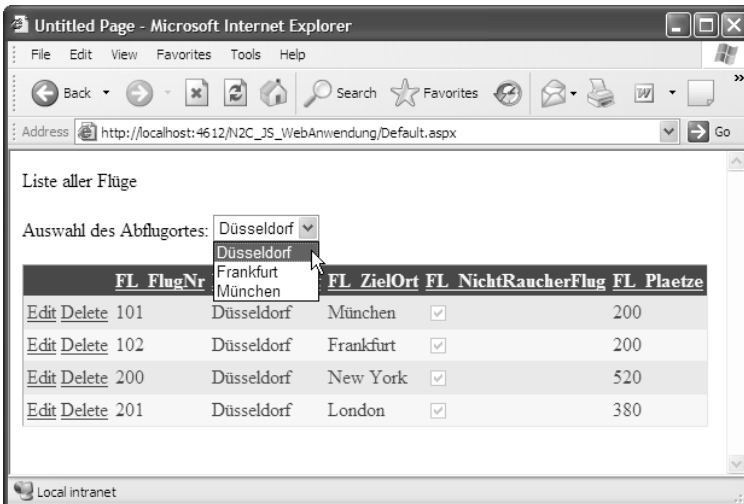 Untitled Page - Microsoft Internet Explorer
File Edit View Favorites Tools Help
Back Search Favorites
Address http://localhost:4612/N2C_JS_WebAnwendung/Default.aspx Go
Liste aller Flüge
Auswahl des Abflugortes: Düsseldorf
Düsseldorf
Frankfurt
München
FL_FlugNr FL_ZielOrt FL_NichtRaucherFlug FL_Plaetze
Edit Delete 101 Düsseldorf München 200
Edit Delete 102 Düsseldorf Frankfurt 200
Edit Delete 200 Düsseldorf New York 520
Edit Delete 201 Düsseldorf London 380
Local intranet